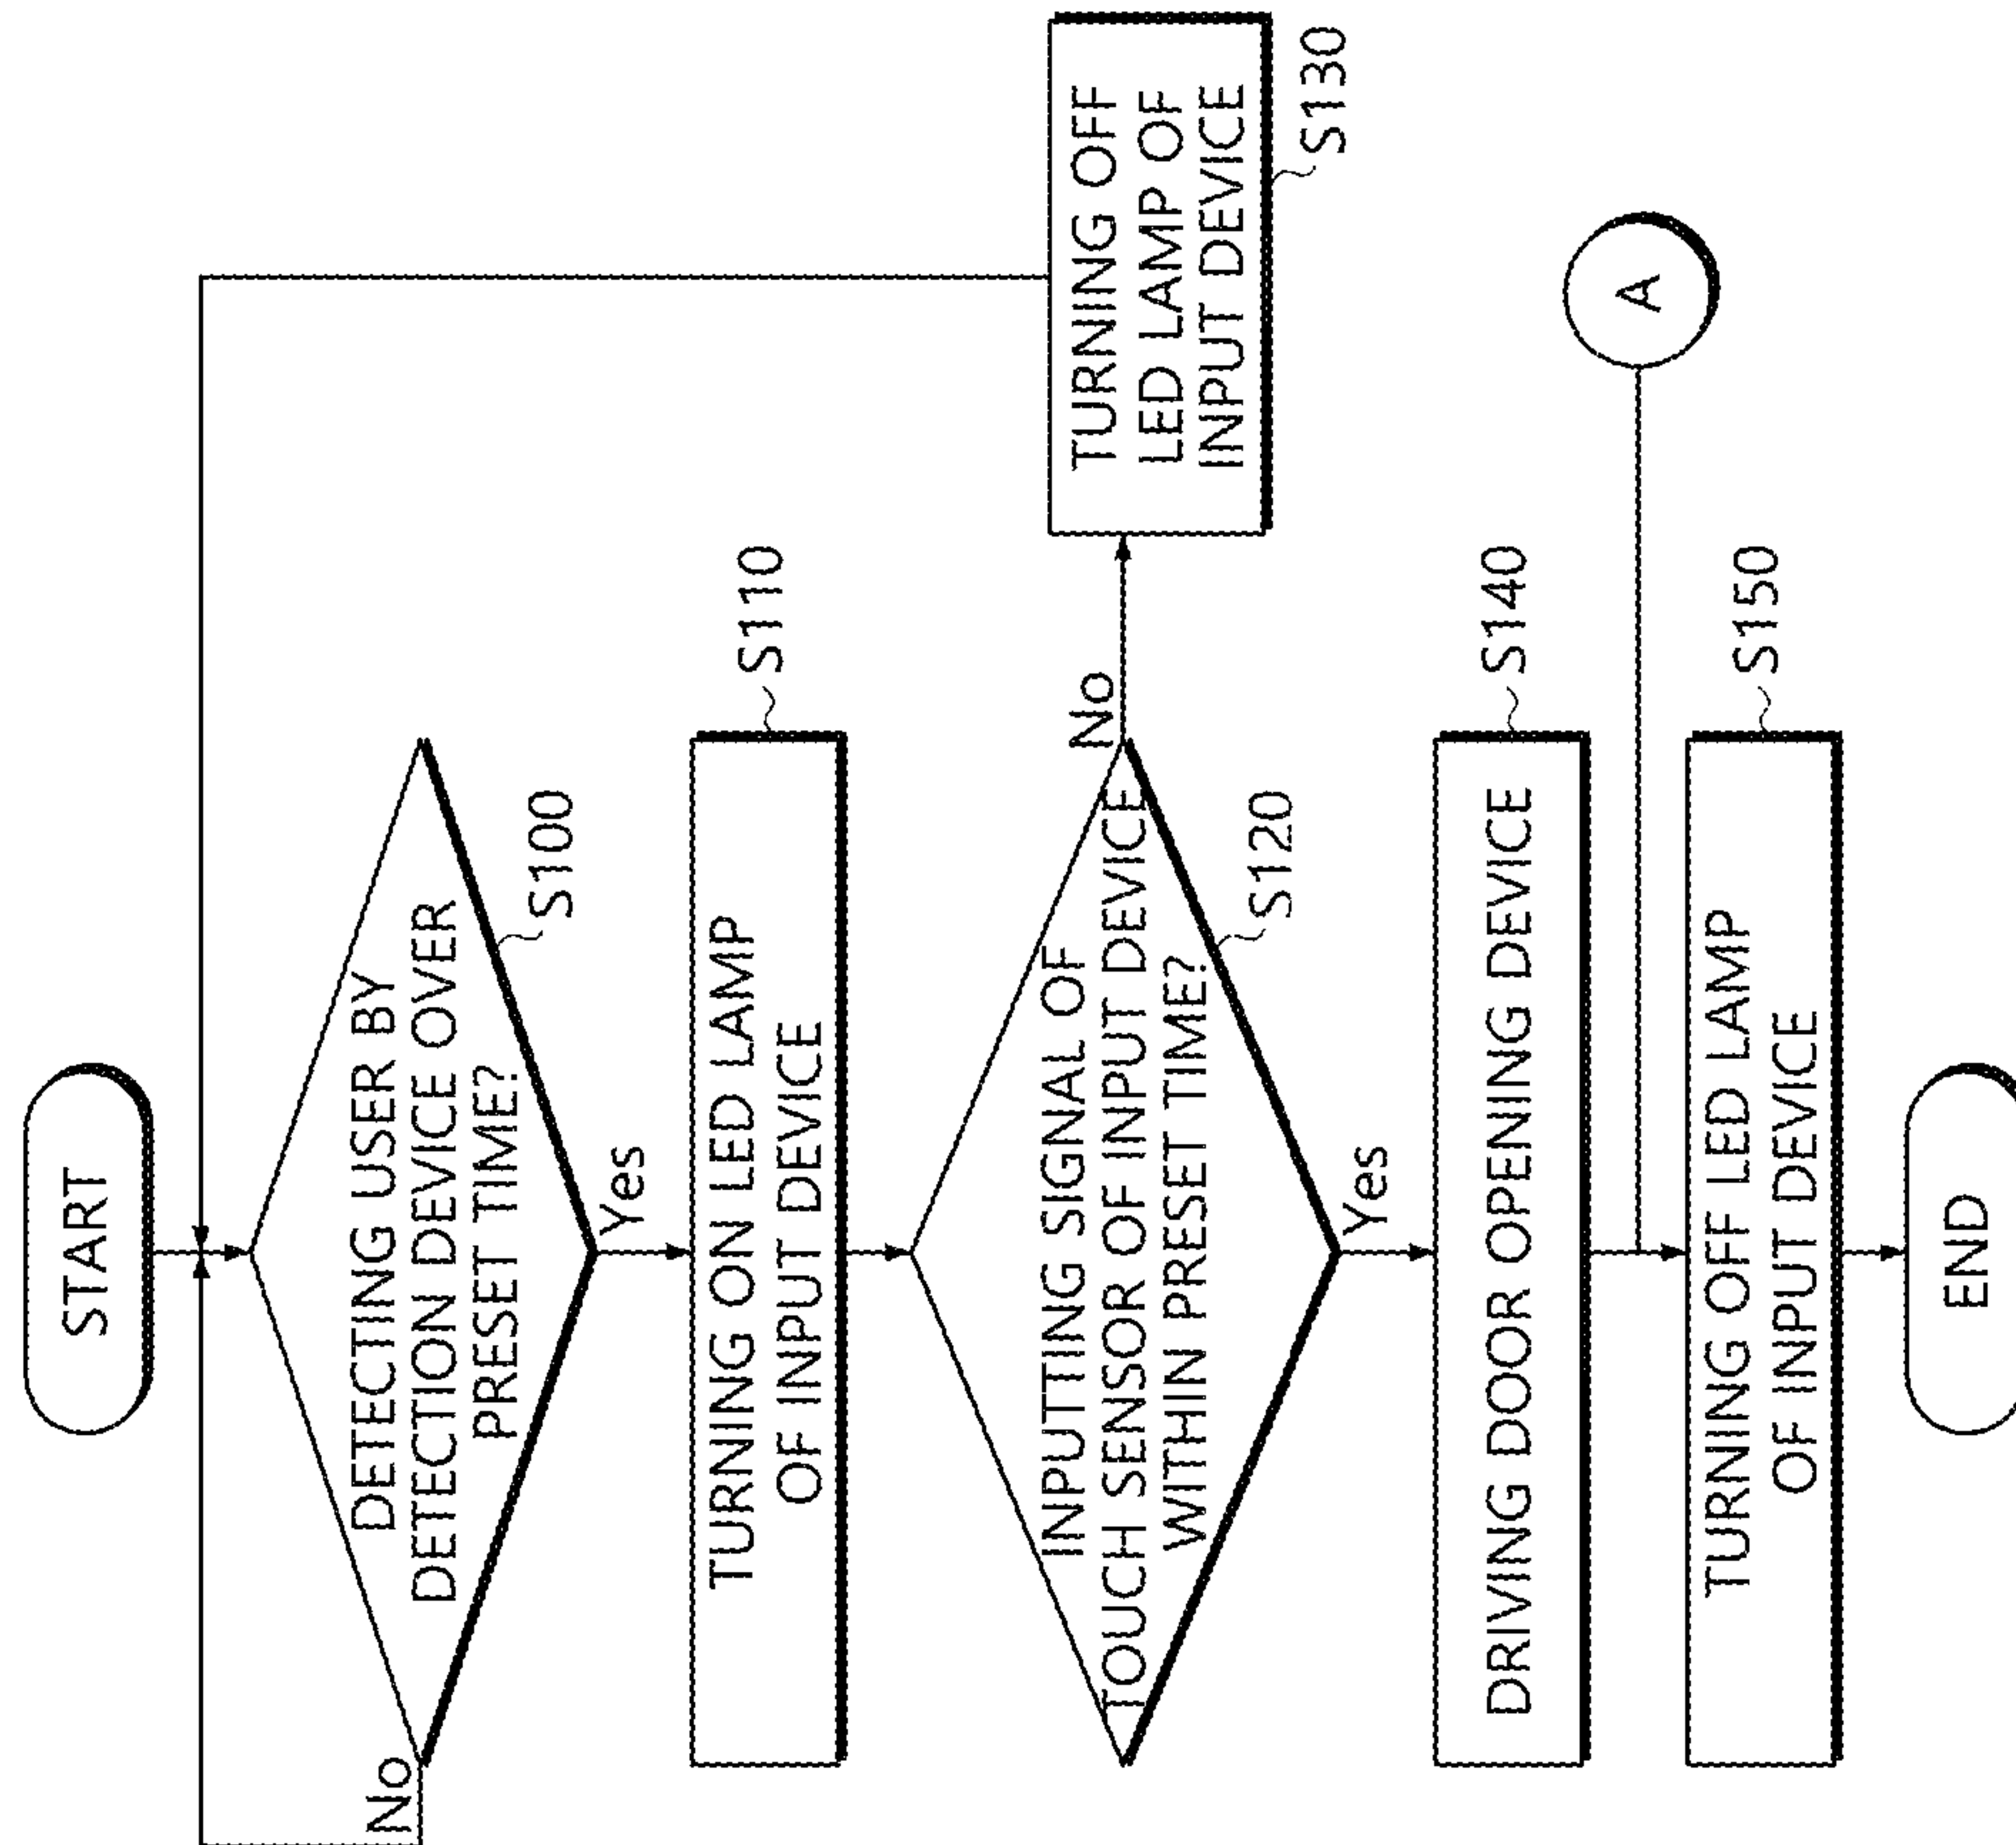 START
DETECTING USER BY
DETECTION DEVICE OVER
PRESET TIME?
S100
No
Yes
TURNING ON LED LAMP
OF INPUT DEVICE
S110
INPUTTING SIGNAL OF
TOUCH SENSOR OF INPUT DEVICE
WITHIN PRESET TIME?
S120
No
TURNING OFF
LED LAMP OF
INPUT DEVICE
S130
Yes
DRIVING DOOR OPENING DEVICE
S140
A
TURNING OFF LED LAMP
OF INPUT DEVICE
S150
END